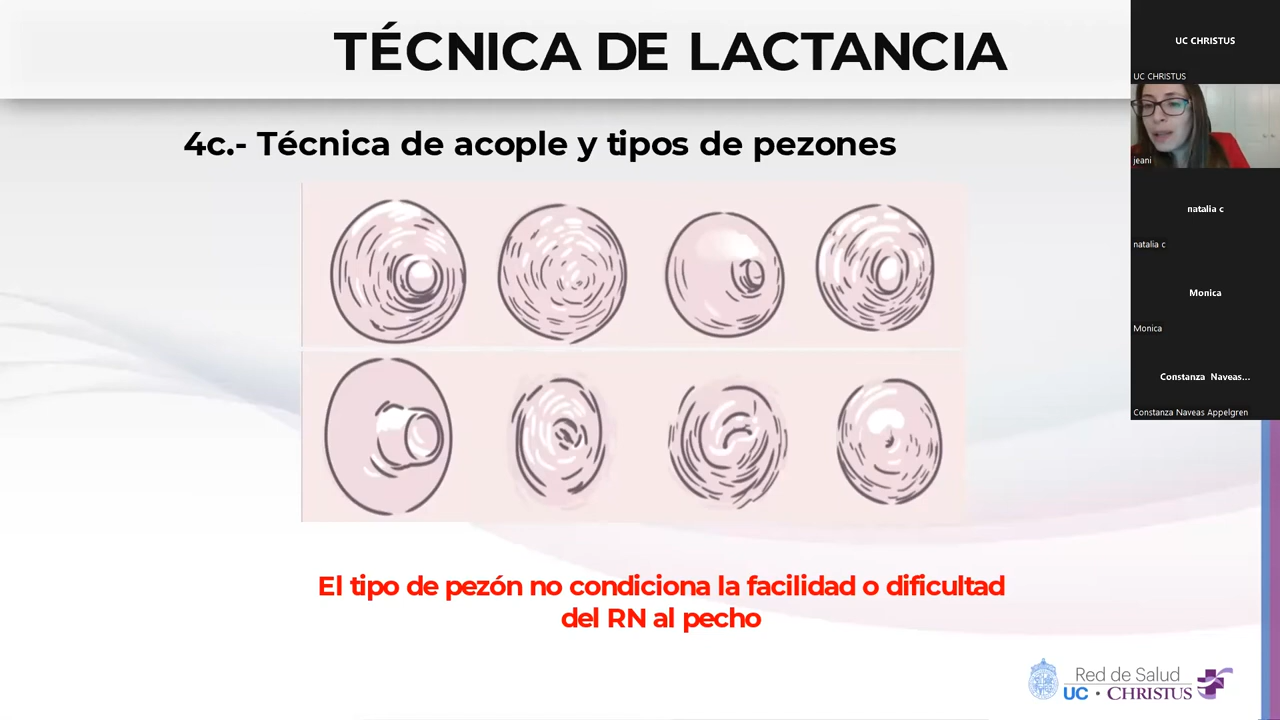 TÉCNICA DE LACTANCIA
4c.- Técnica de acople y tipos de pezones
El tipo de pezón no condiciona la facilidad o dificultad
del RN al pecho
Red de Salud
UC • CHRISTUS
UC CHRISTUS
UC CHRISTUS
jeani
natalia c
natalia c
Monica
Monica
Constanza Naveas...
Constanza Naveas Appelgren